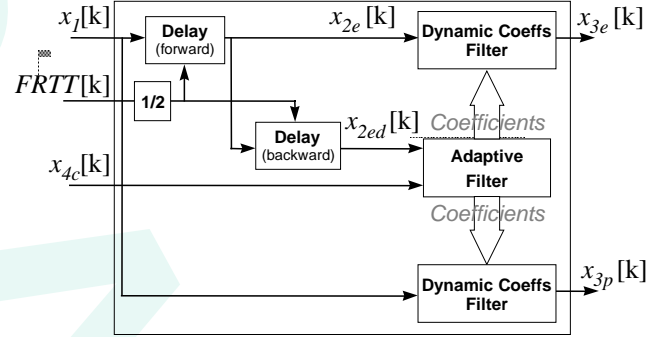 x1[k]
Delay
(forward)
x2e[k]
Dynamic Coeffs
Filter
x3e[k]
FRTT[k]
1/2
Delay
(backward)
x2ed[k]
Coefficients
Adaptive
Filter
x4c[k]
Coefficients
Dynamic Coeffs
Filter
x3p[k]